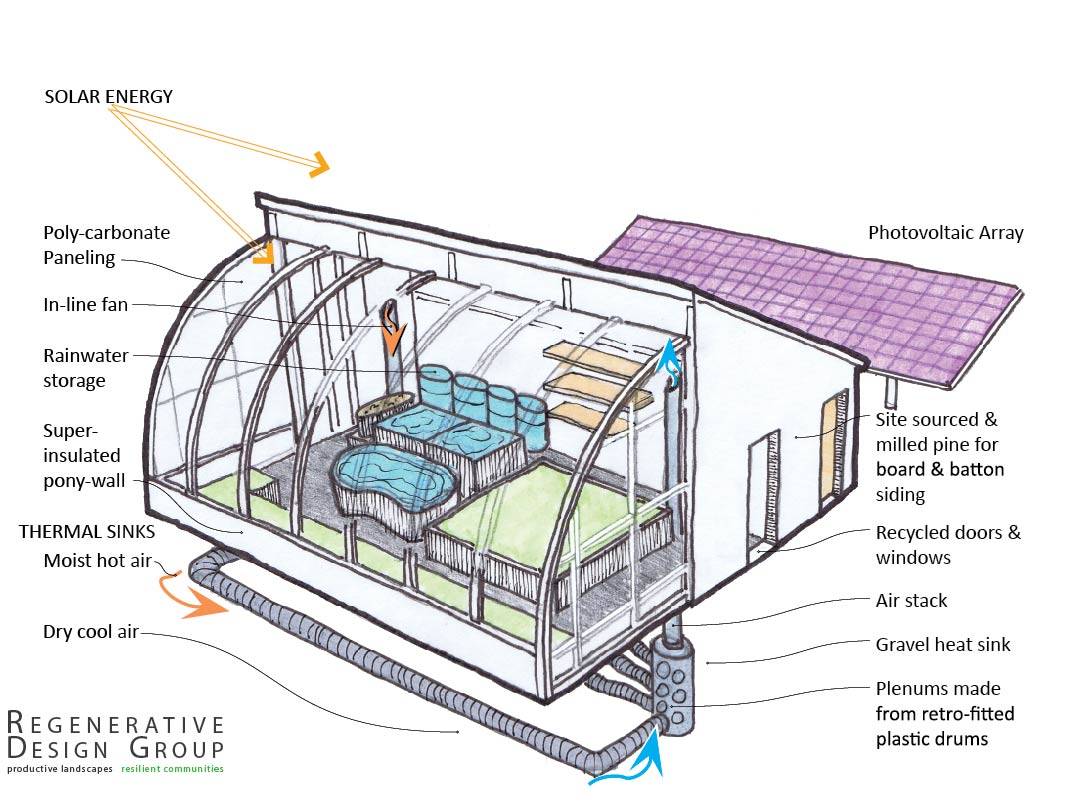 SOLAR ENERGY
Poly-carbonate
Paneling
In-line fan
Rainwater
storage
Super-
insulated
pony-wall
THERMAL SINKS
Moist hot air
Dry cool air
Photovoltaic Array
Site sourced &
milled pine for
board & batton
siding
Recycled doors &
windows
Air stack
Gravel heat sink
Plenums made
from retro-fitted
plastic drums
REGENERATIVE
DESIGN GROUP
productive landscapes resilient communities